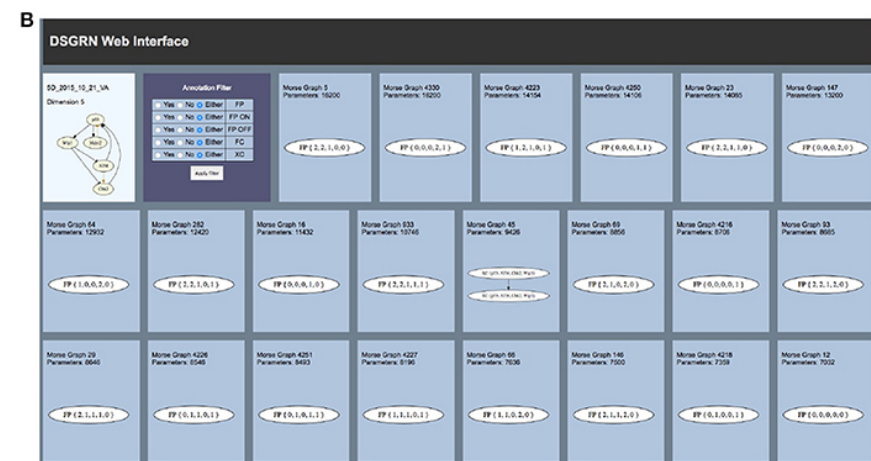 B
DSGRN Web Interface
5D_2015_10_21_VA
Dimension 5
p53
Wip1
Mdm2
ATM
Chk2
Annotation Filter
Yes No Either FP
Yes No Either FP ON
Yes No Either FP OFF
Yes No Either FC
Yes No Either XC
Apply Filter
Morse Graph 5
Parameters: 16200
FP { 2, 2, 1, 0, 0 }
Morse Graph 4330
Parameters: 16200
FP { 0, 0, 0, 2, 1 }
Morse Graph 4223
Parameters: 14154
FP { 1, 2, 1, 0, 1 }
Morse Graph 4250
Parameters: 14106
FP { 0, 0, 0, 1, 1 }
Morse Graph 23
Parameters: 14085
FP { 2, 2, 1, 1, 0 }
Morse Graph 147
Parameters: 13200
FP { 0, 0, 0, 2, 0 }
Morse Graph 64
Parameters: 12932
FP { 1, 0, 0, 2, 0 }
Morse Graph 282
Parameters: 12420
FP { 2, 2, 1, 0, 1 }
Morse Graph 16
Parameters: 11432
FP { 0, 0, 0, 1, 0 }
Morse Graph 633
Parameters: 10746
FP { 2, 2, 1, 1, 1 }
Morse Graph 45
Parameters: 9426
Morse Graph 69
Parameters: 8856
FP { 2, 1, 0, 2, 0 }
Morse Graph 4216
Parameters: 8706
FP { 0, 0, 0, 0, 1 }
Morse Graph 93
Parameters: 8685
FP { 2, 2, 1, 2, 0 }
Morse Graph 29
Parameters: 8646
FP { 2, 1, 1, 1, 0 }
Morse Graph 4226
Parameters: 8546
FP { 0, 1, 1, 0, 1 }
Morse Graph 4251
Parameters: 8493
FP { 0, 1, 0, 1, 1 }
Morse Graph 4227
Parameters: 8196
FP { 1, 1, 1, 0, 1 }
Morse Graph 66
Parameters: 7636
FP { 1, 1, 0, 2, 0 }
Morse Graph 146
Parameters: 7500
FP { 2, 1, 1, 2, 0 }
Morse Graph 4218
Parameters: 7359
FP { 0, 1, 0, 0, 1 }
Morse Graph 12
Parameters: 7002
FP { 0, 0, 0, 0, 0 }